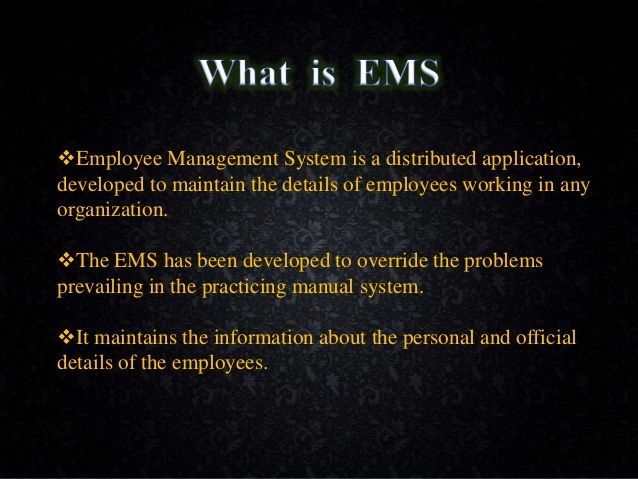 What is EMS
❖Employee Management System is a distributed application,
developed to maintain the details of employees working in any
organization.
❖The EMS has been developed to override the problems
prevailing in the practicing manual system.
❖It maintains the information about the personal and official
details of the employees.